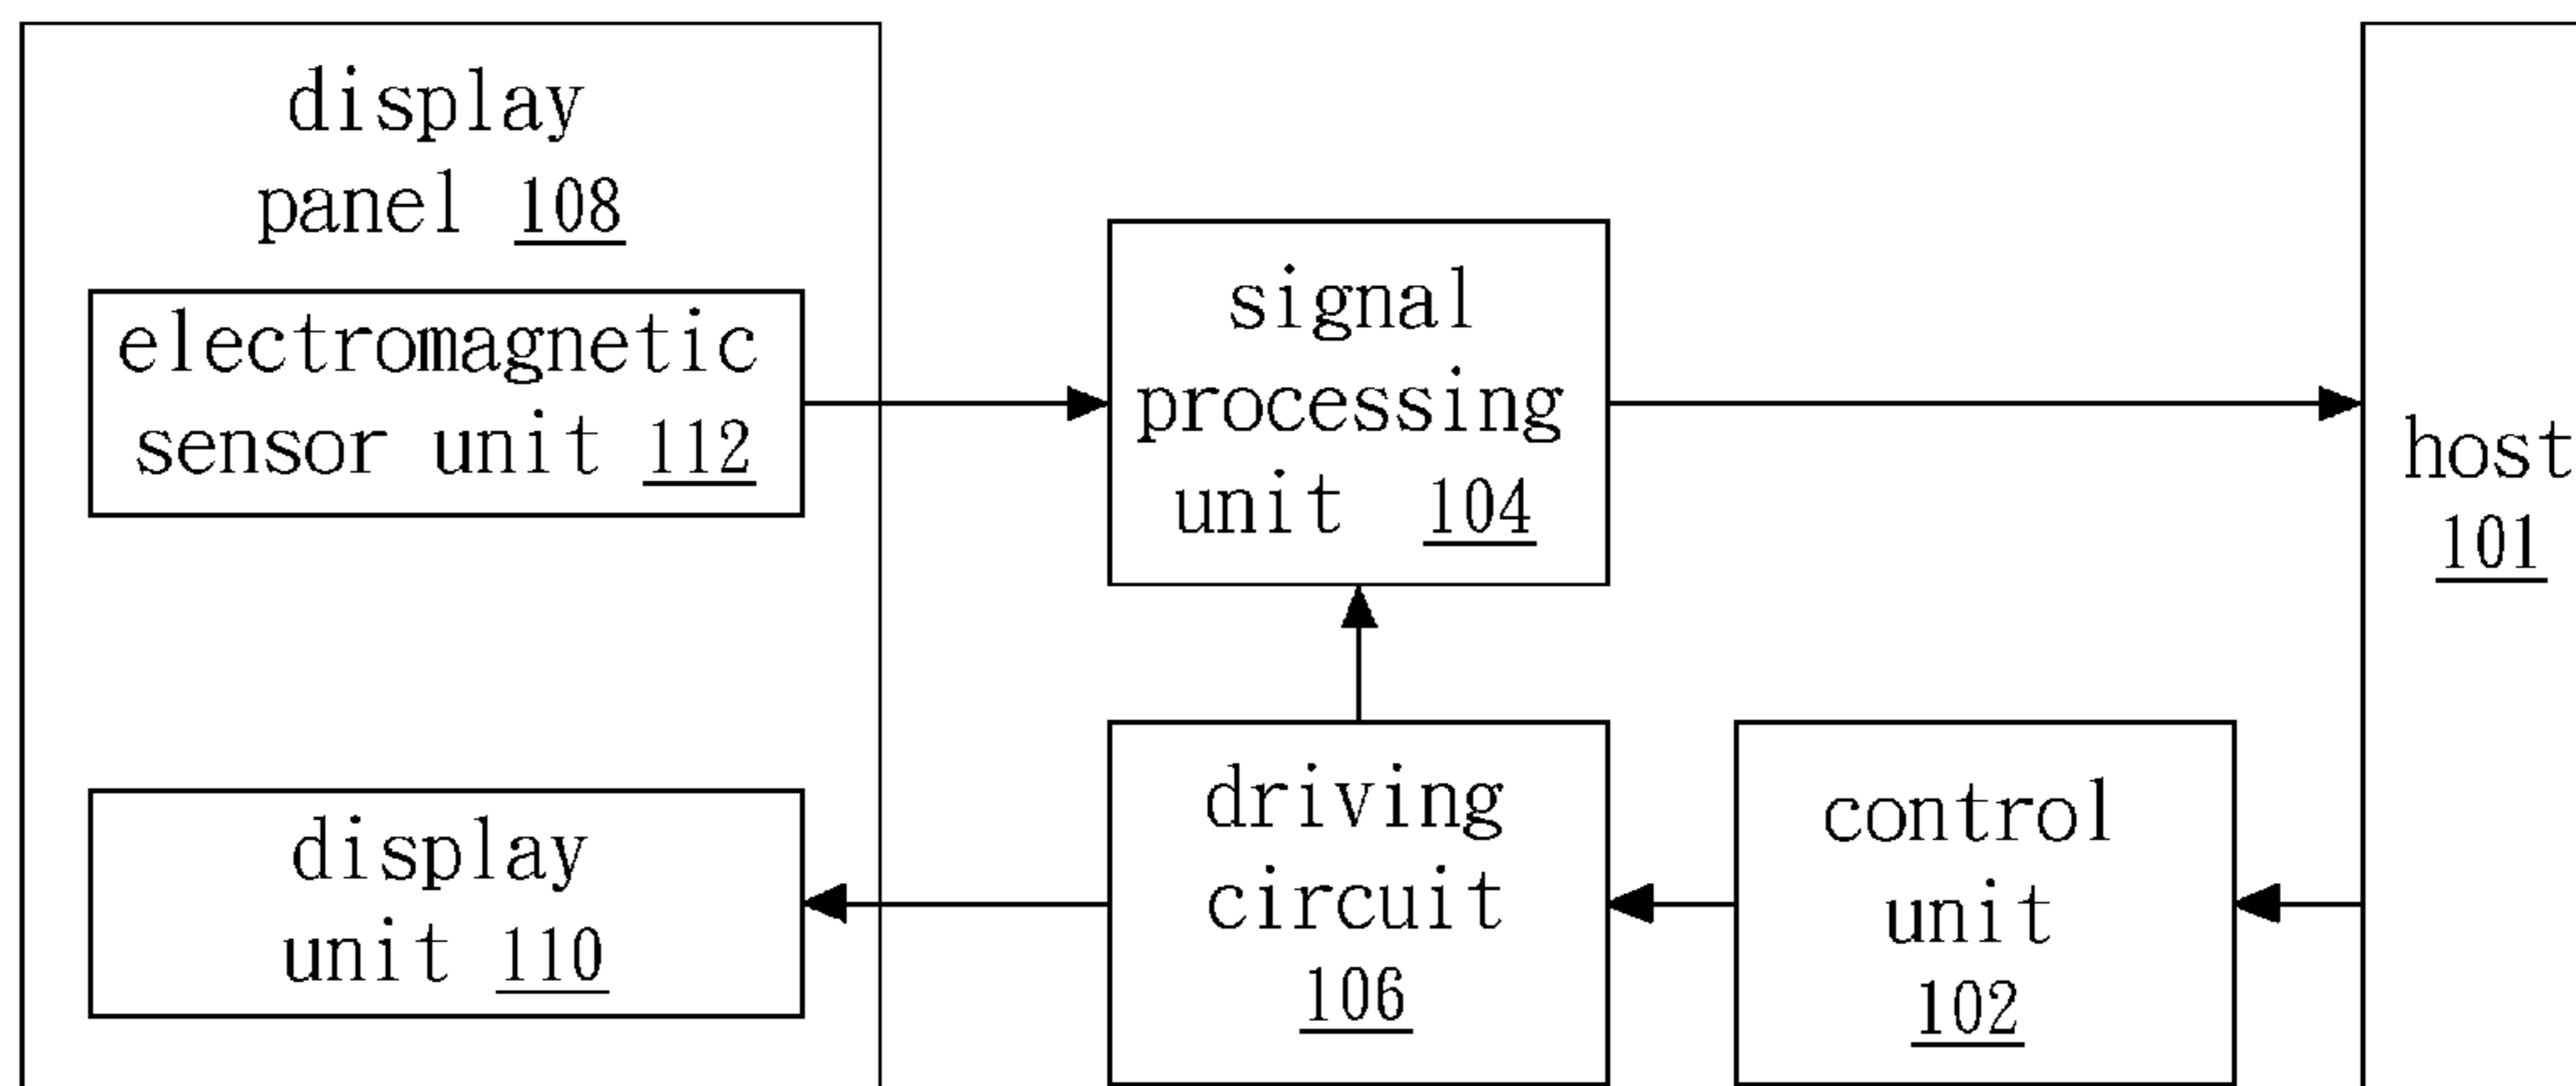 display
panel 108
electromagnetic
sensor unit 112
display
unit 110
signal
processing
unit 104
driving
circuit
106
control
unit
102
host
101